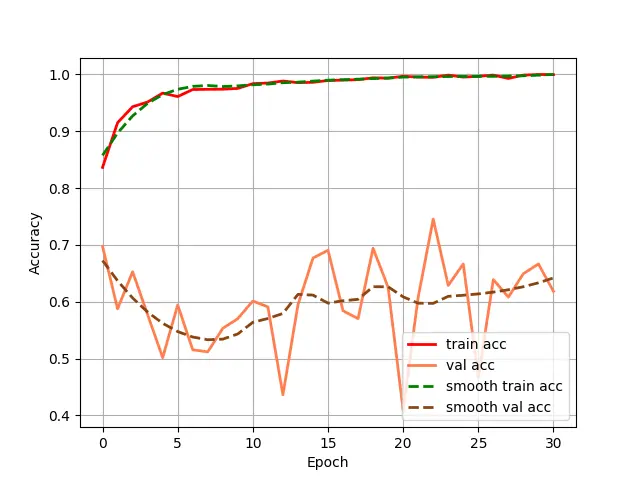 1.0
0.9
0.8
0.7
0.6
0.5
0.4
Accuracy
train acc
val acc
smooth train acc
smooth val acc
0 5 10 15 20 25 30
Epoch